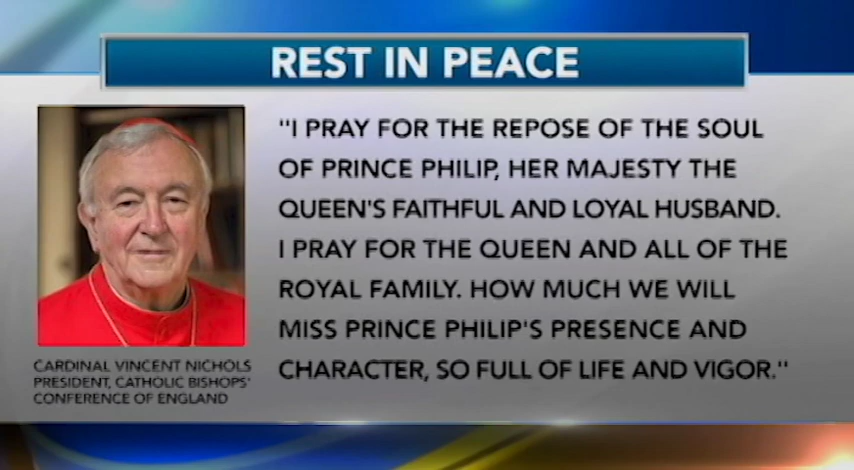 REST IN PEACE
"I PRAY FOR THE REPOSE OF THE SOUL
OF PRINCE PHILIP, HER MAJESTY THE
QUEEN'S FAITHFUL AND LOYAL HUSBAND.
I PRAY FOR THE QUEEN AND ALL OF THE
ROYAL FAMILY. HOW MUCH WE WILL
MISS PRINCE PHILIP'S PRESENCE AND
CHARACTER, SO FULL OF LIFE AND VIGOR."
CARDINAL VINCENT NICHOLS
PRESIDENT, CATHOLIC BISHOPS'
CONFERENCE OF ENGLAND